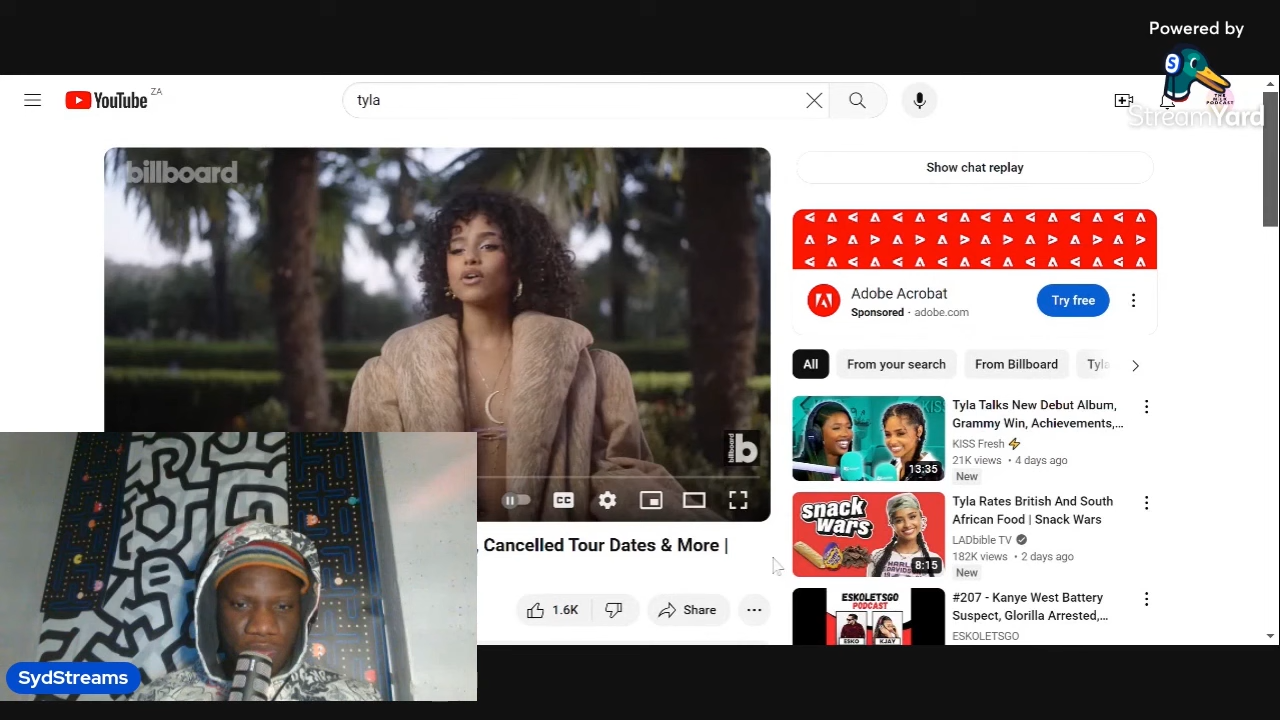 Powered by
StreamYard
YouTube ZA
tyla
billboard
Show chat replay
Adobe Acrobat
Sponsored · adobe.com
Try free
All
From your search
From Billboard
Tyla Talks New Debut Album,
Grammy Win, Achievements,...
KISS Fresh
21K views • 4 days ago
New
13:35
snack
wars
Tyla Rates British And South
African Food | Snack Wars
LADbible TV
182K views • 2 days ago
New
8:15
ESKOLETSGO
PODCAST
ESKO
KJAY
#207 - Kanye West Battery
Suspect, Glorilla Arrested,...
ESKOLETSGO
billboard
CC
, Cancelled Tour Dates & More |
1.6K
Share
SydStreams